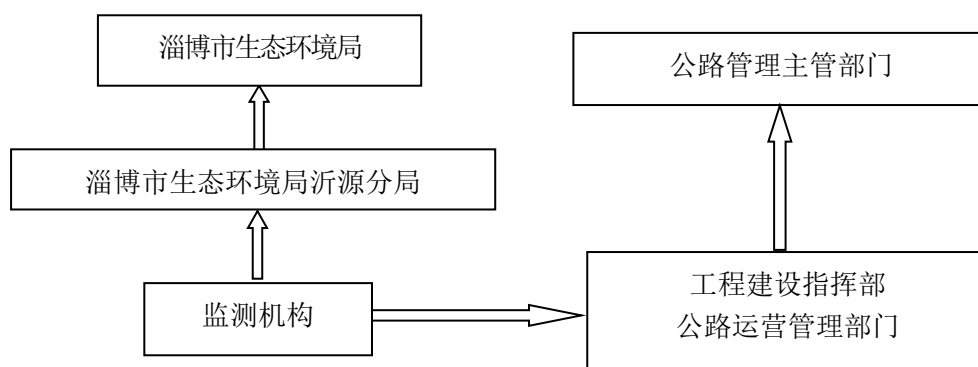 淄博市生态环境局
公路管理主管部门
淄博市生态环境局沂源分局
监测机构
工程建设指挥部
公路运营管理部门